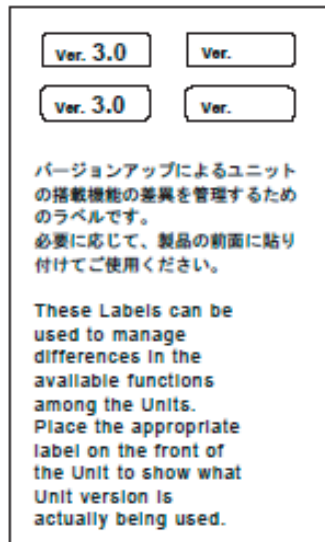 Ver. 3.0
Ver.
Ver. 3.0
Ver.
バージョンアップによるユニット
の搭載機能の差異を管理するため
のラベルです。
必要に応じて、製品の前面に貼り
付けてご使用ください。
These Labels can be
used to manage
differences in the
available functions
among the Units.
Place the appropriate
label on the front of
the Unit to show what
Unit version is
actually being used.